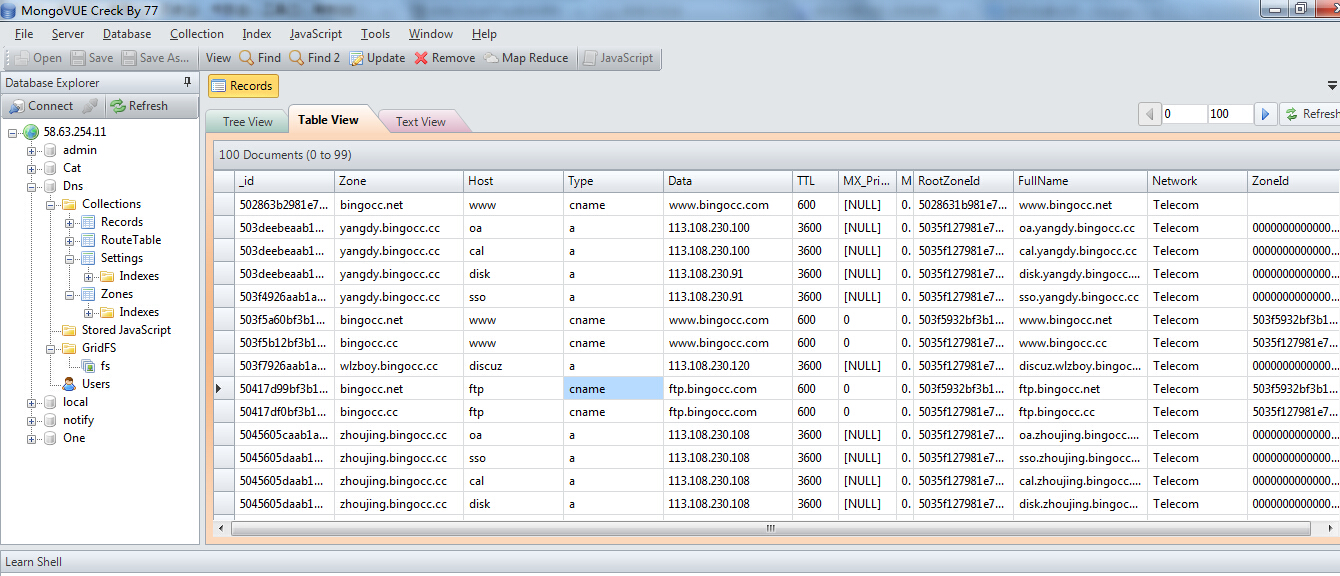 MongoVUE Creck By 77
File Server Database Collection Index JavaScript Tools Window Help
Open Save Save As... View Find Find 2 Update Remove Map Reduce JavaScript
Database Explorer
Connect Refresh
58.63.254.11
admin
Cat
Dns
Collections
Records
RouteTable
Settings
Indexes
Zones
Indexes
Stored JavaScript
GridFS
fs
Users
local
notify
One
Records
Tree View Table View Text View 0 100 Refresh
100 Documents (0 to 99)
_id Zone Host Type Data TTL MX_Pri... M RootZoneId FullName Network ZoneId
502863b2981e7... bingocc.net www cname www.bingocc.com 600 [NULL] 0. 5028631b981e7... www.bingocc.net Telecom
503deebeaab1... yangdy.bingocc.cc oa a 113.108.230.100 3600 [NULL] 0. 5035f127981e7... oa.yangdy.bingocc.cc Telecom 0000000000000...
503deebeaab1... yangdy.bingocc.cc cal a 113.108.230.100 3600 [NULL] 0. 5035f127981e7... cal.yangdy.bingocc.cc Telecom 0000000000000...
503deebeaab1... yangdy.bingocc.cc disk a 113.108.230.91 3600 [NULL] 0. 5035f127981e7... disk.yangdy.bingocc.... Telecom 0000000000000...
503f4926aab1a... yangdy.bingocc.cc sso a 113.108.230.91 3600 [NULL] 0. 5035f127981e7... sso.yangdy.bingocc.cc Telecom 0000000000000...
503f5a60bf3b1... bingocc.net www cname www.bingocc.com 600 0 0. 503f5932bf3b1... www.bingocc.net Telecom 503f5932bf3b1...
503f5b12bf3b1... bingocc.cc www cname www.bingocc.com 600 0 0. 5035f127981e7... www.bingocc.cc Telecom 5035f127981e7...
503f7926aab1... wlzboy.bingocc.cc discuz a 113.108.230.120 3600 [NULL] 0. 5035f127981e7... discuz.wlzboy.bingocc... Telecom 0000000000000...
50417d99bf3b1... bingocc.net ftp cname ftp.bingocc.com 600 0 0. 503f5932bf3b1... ftp.bingocc.net Telecom 503f5932bf3b1...
50417df0bf3b1... bingocc.cc ftp cname ftp.bingocc.com 600 0 0. 5035f127981e7... ftp.bingocc.cc Telecom 5035f127981e7...
5045605caab1a... zhoujing.bingocc.cc oa a 113.108.230.108 3600 [NULL] 0. 5035f127981e7... oa.zhoujing.bingocc.... Telecom 0000000000000...
5045605daab1... zhoujing.bingocc.cc sso a 113.108.230.108 3600 [NULL] 0. 5035f127981e7... sso.zhoujing.bingocc.... Telecom 0000000000000...
5045605daab1... zhoujing.bingocc.cc cal a 113.108.230.108 3600 [NULL] 0. 5035f127981e7... cal.zhoujing.bingocc.... Telecom 0000000000000...
5045605daab1... zhoujing.bingocc.cc disk a 113.108.230.108 3600 [NULL] 0. 5035f127981e7... disk.zhoujing.bingoc... Telecom 0000000000000...
Learn Shell